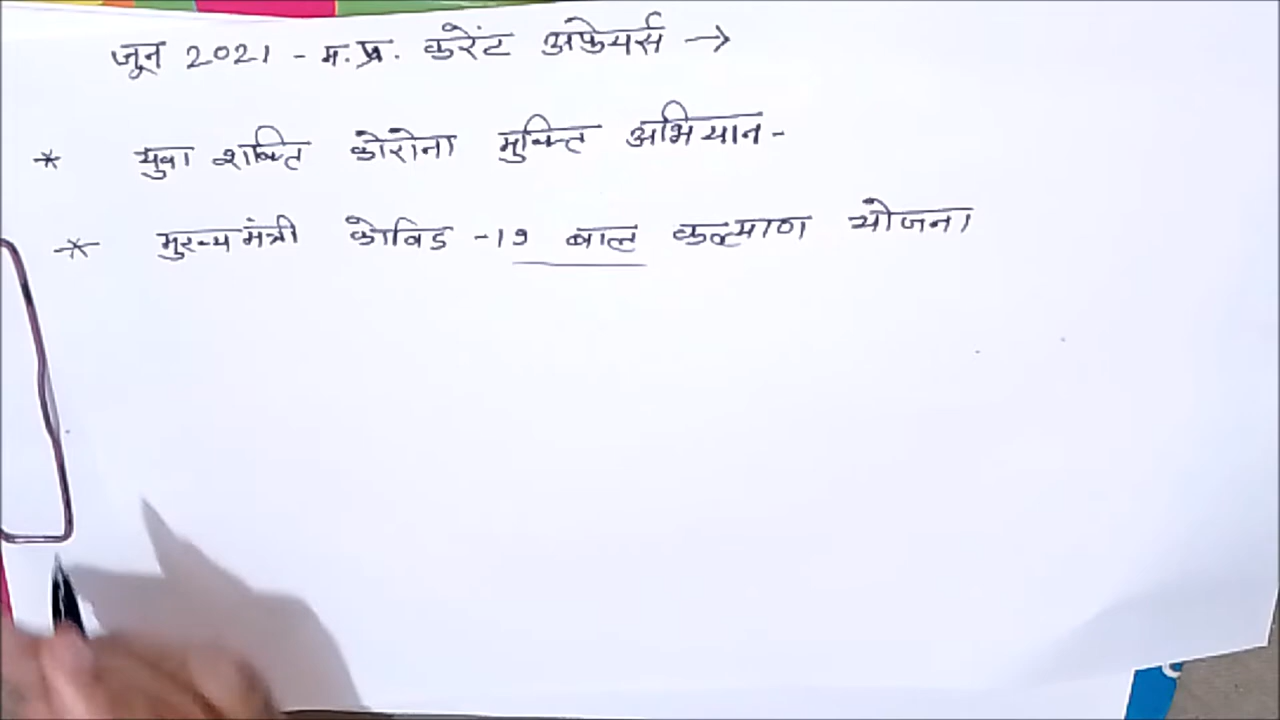 जून 2021 - म.प्र. करेंट अफेयर्स →
* युवा शक्ति कोरोना मुक्ति अभियान -
* मुख्यमंत्री कोविड -19 बाल कल्याण योजना